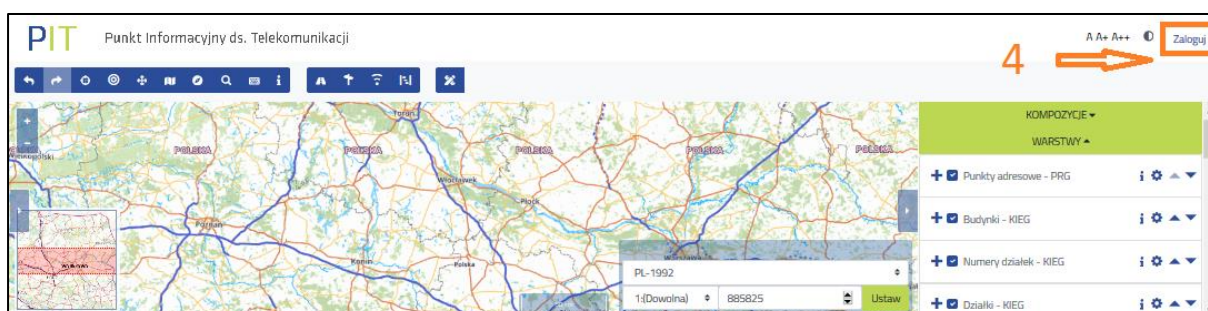 PIT Punkt Informacyjny ds. Telekomunikacji
A A+ A++ Zaloguj
4
KOMPOZYCJE
WARSTWY
Toruń
POLSKA POLSKA POLSKA POLSKA POLSKA
Włocławek
Płock
Poznań
Konin
Polska
Punkty adresowe - PRG
Budynki - KIEG
Numery działek - KIEG
Działki - KIEG
PL-1992
1:(Dowolna) 885825 Ustaw